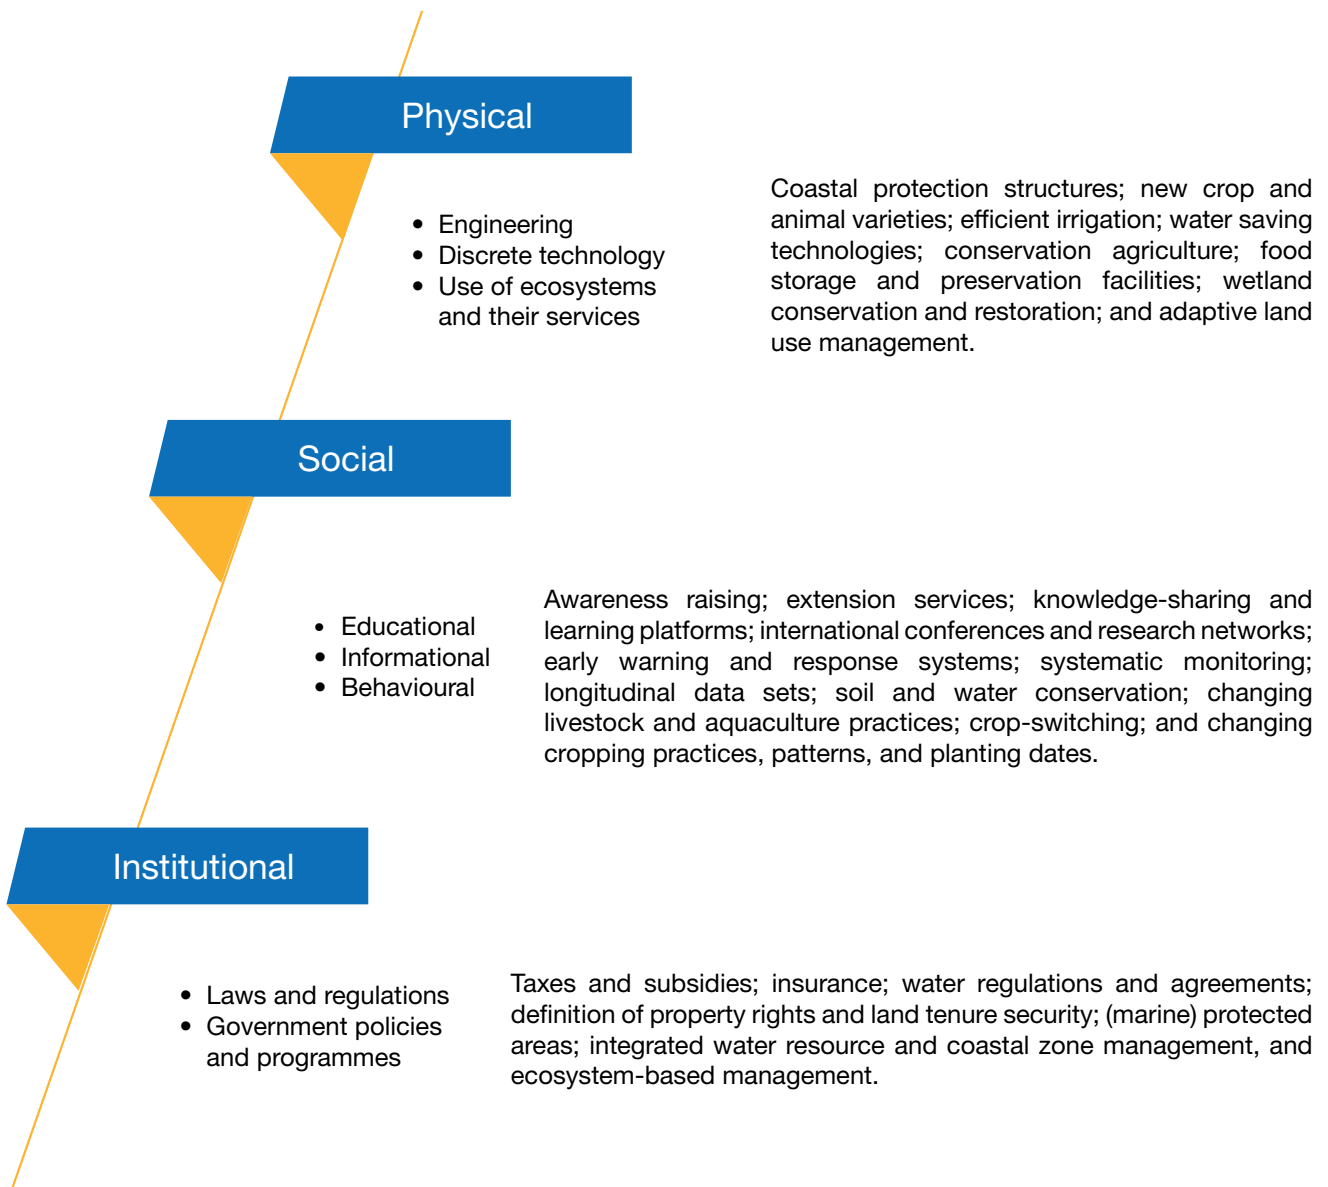 Physical
• Engineering
• Discrete technology
• Use of ecosystems
and their services
Coastal protection structures; new crop and
animal varieties; efficient irrigation; water saving
technologies; conservation agriculture; food
storage and preservation facilities; wetland
conservation and restoration; and adaptive land
use management.
Social
• Educational
• Informational
• Behavioural
Awareness raising; extension services; knowledge-sharing and
learning platforms; international conferences and research networks;
early warning and response systems; systematic monitoring;
longitudinal data sets; soil and water conservation; changing
livestock and aquaculture practices; crop-switching; and changing
cropping practices, patterns, and planting dates.
Institutional
• Laws and regulations
• Government policies
and programmes
Taxes and subsidies; insurance; water regulations and agreements;
definition of property rights and land tenure security; (marine) protected
areas; integrated water resource and coastal zone management, and
ecosystem-based management.